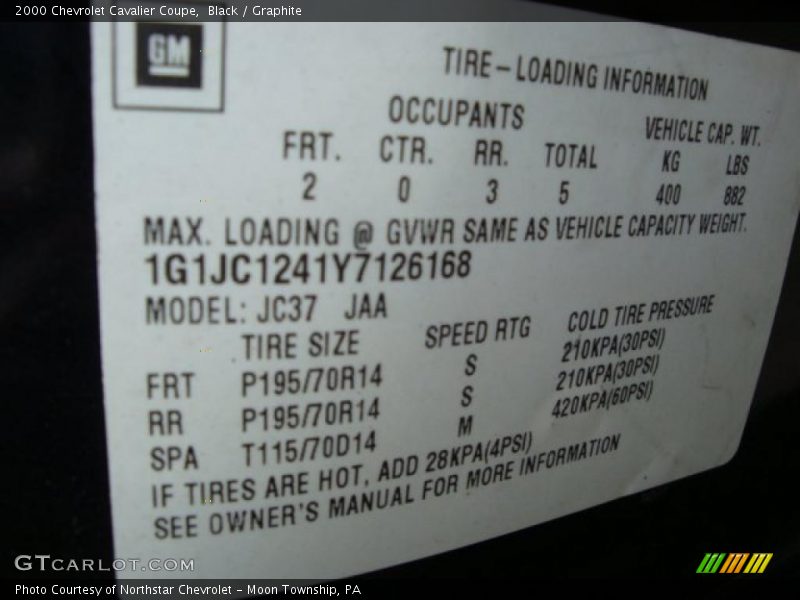 2000 Chevrolet Cavalier Coupe, Black / Graphite
GM
TIRE-LOADING INFORMATION
OCCUPANTS VEHICLE CAP. WT.
FRT. CTR. RR. TOTAL KG LBS
2 0 3 5 400 882
MAX. LOADING @ GVWR SAME AS VEHICLE CAPACITY WEIGHT.
1G1JC1241Y7126168
MODEL: JC37 JAA
TIRE SIZE SPEED RTG COLD TIRE PRESSURE
FRT P195/70R14 S 210KPA(30PSI)
RR P195/70R14 S 210KPA(30PSI)
SPA T115/70D14 M 420KPA(60PSI)
IF TIRES ARE HOT, ADD 28KPA(4PSI)
SEE OWNER'S MANUAL FOR MORE INFORMATION
GTCARLOT.COM
Photo Courtesy of Northstar Chevrolet - Moon Township, PA